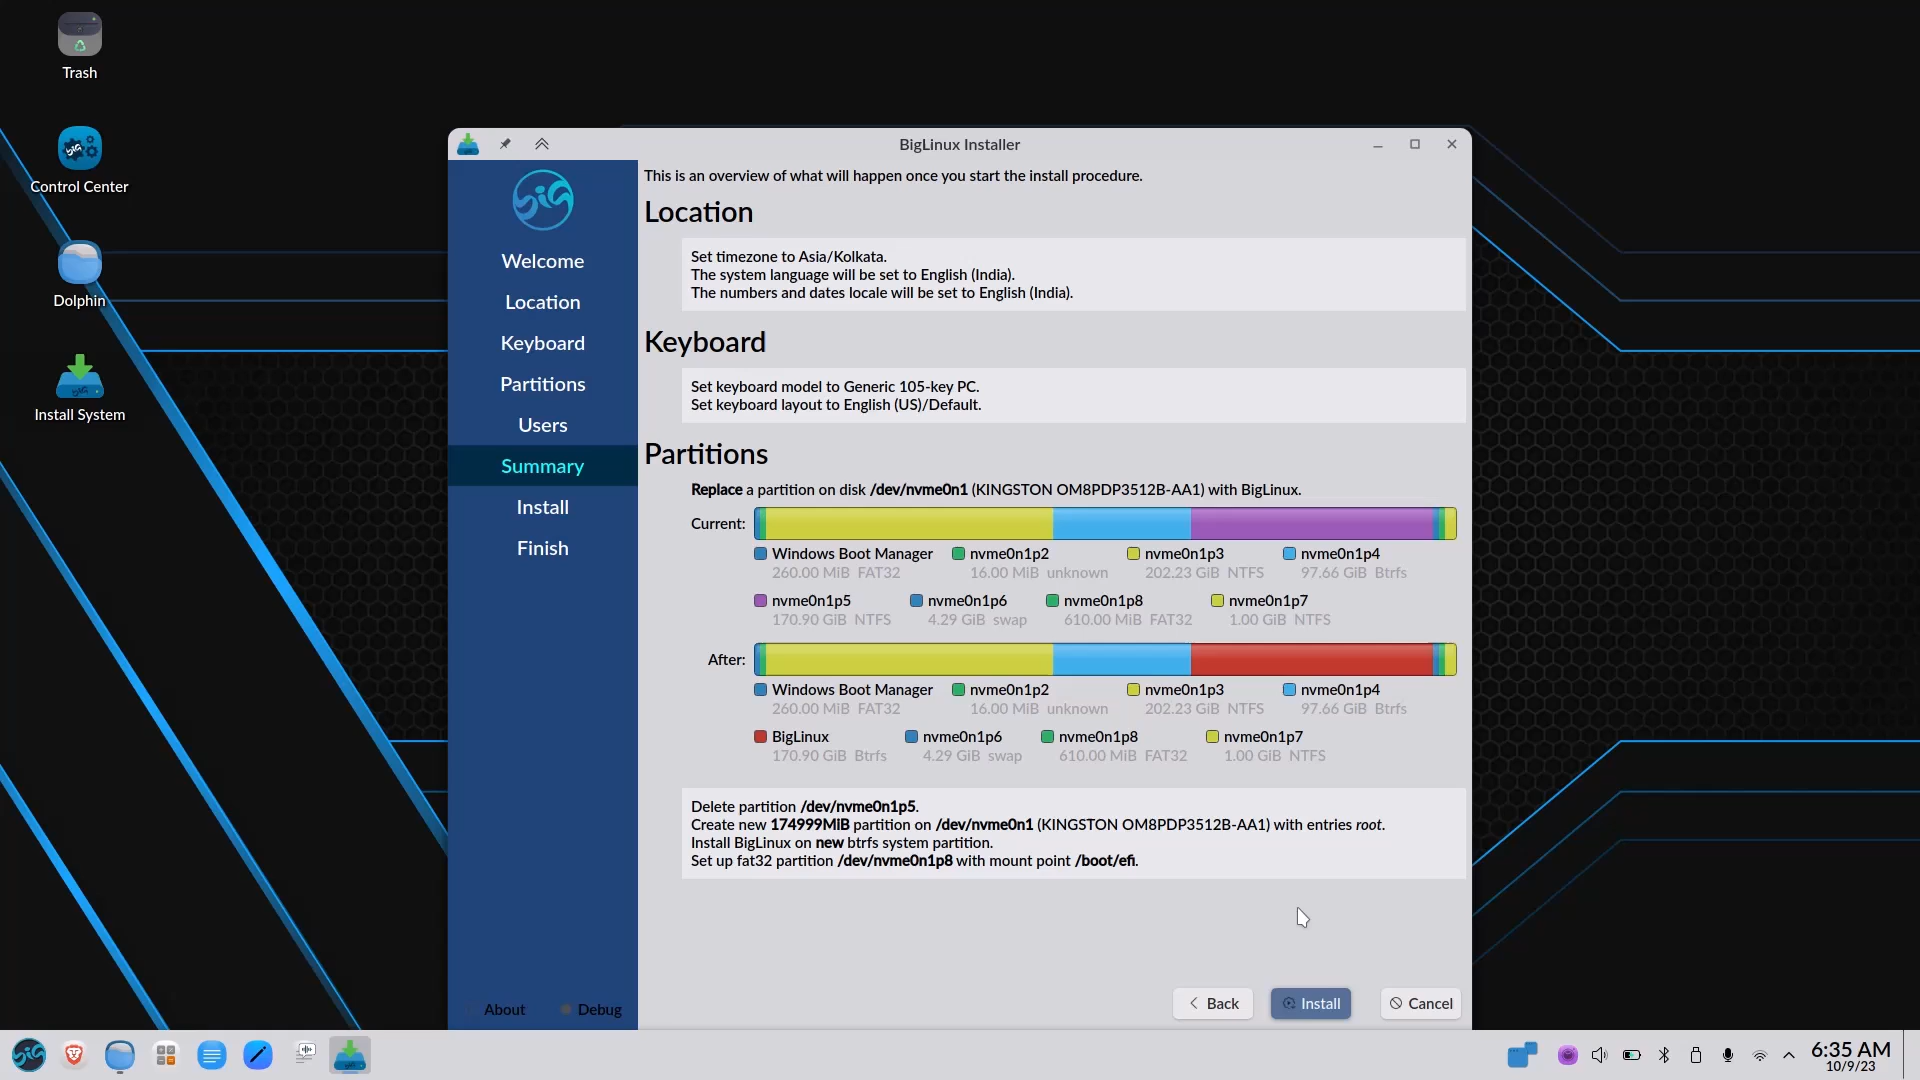 Trash
Control Center
Dolphin
Install System
BigLinux Installer
Welcome
Location
Keyboard
Partitions
Users
Summary
Install
Finish
About
Debug
This is an overview of what will happen once you start the install procedure.
Location
Set timezone to Asia/Kolkata.
The system language will be set to English (India).
The numbers and dates locale will be set to English (India).
Keyboard
Set keyboard model to Generic 105-key PC.
Set keyboard layout to English (US)/Default.
Partitions
Replace a partition on disk /dev/nvme0n1 (KINGSTON OM8PDP3512B-AA1) with BigLinux.
Current:
Windows Boot Manager nvme0n1p2 nvme0n1p3 nvme0n1p4
260.00 MiB FAT32 16.00 MiB unknown 202.23 GiB NTFS 97.66 GiB Btrfs
nvme0n1p5 nvme0n1p6 nvme0n1p8 nvme0n1p7
170.90 GiB NTFS 4.29 GiB swap 610.00 MiB FAT32 1.00 GiB NTFS
After:
Windows Boot Manager nvme0n1p2 nvme0n1p3 nvme0n1p4
260.00 MiB FAT32 16.00 MiB unknown 202.23 GiB NTFS 97.66 GiB Btrfs
BigLinux nvme0n1p6 nvme0n1p8 nvme0n1p7
170.90 GiB Btrfs 4.29 GiB swap 610.00 MiB FAT32 1.00 GiB NTFS
Delete partition /dev/nvme0n1p5.
Create new 174999MiB partition on /dev/nvme0n1 (KINGSTON OM8PDP3512B-AA1) with entries root.
Install BigLinux on new btrfs system partition.
Set up fat32 partition /dev/nvme0n1p8 with mount point /boot/efi.
Back
Install
Cancel
6:35 AM
10/9/23